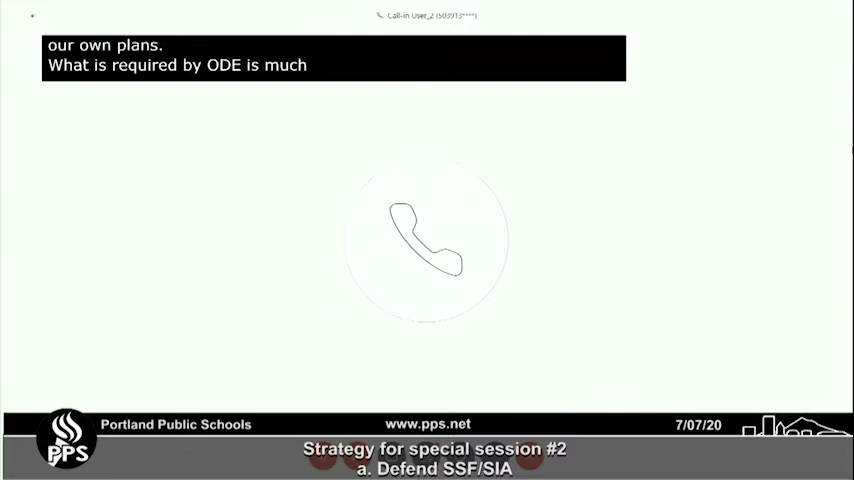 Call-in User_2 (503913****)
our own plans.
What is required by ODE is much
Portland Public Schools
www.pps.net
7/07/20
PPS
Strategy for special session #2
a. Defend SSF/SIA